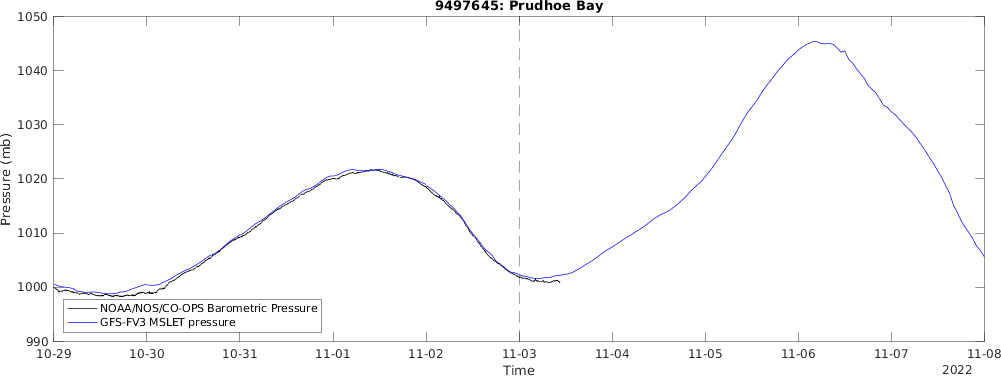 9497645: Prudhoe Bay
1050
1040
1030
1020
1010
1000
990
Pressure (mb)
NOAA/NOS/CO-OPS Barometric Pressure
GFS-FV3 MSLET pressure
10-29 10-30 10-31 11-01 11-02 11-03 11-04 11-05 11-06 11-07 11-08
Time
2022